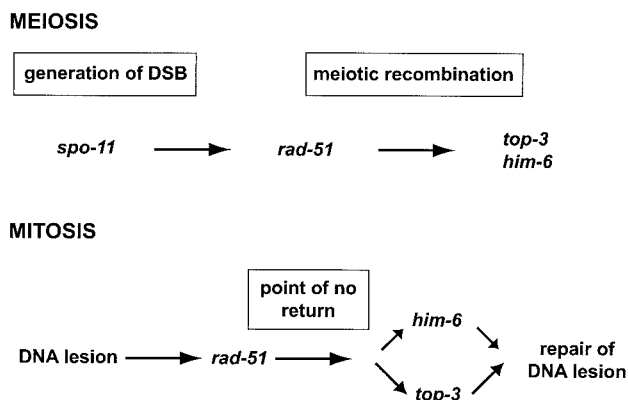 MEIOSIS
generation of DSB
meiotic recombination
spo-11
rad-51
top-3
him-6
MITOSIS
point of no
return
him-6
DNA lesion
rad-51
repair of
DNA lesion
top-3